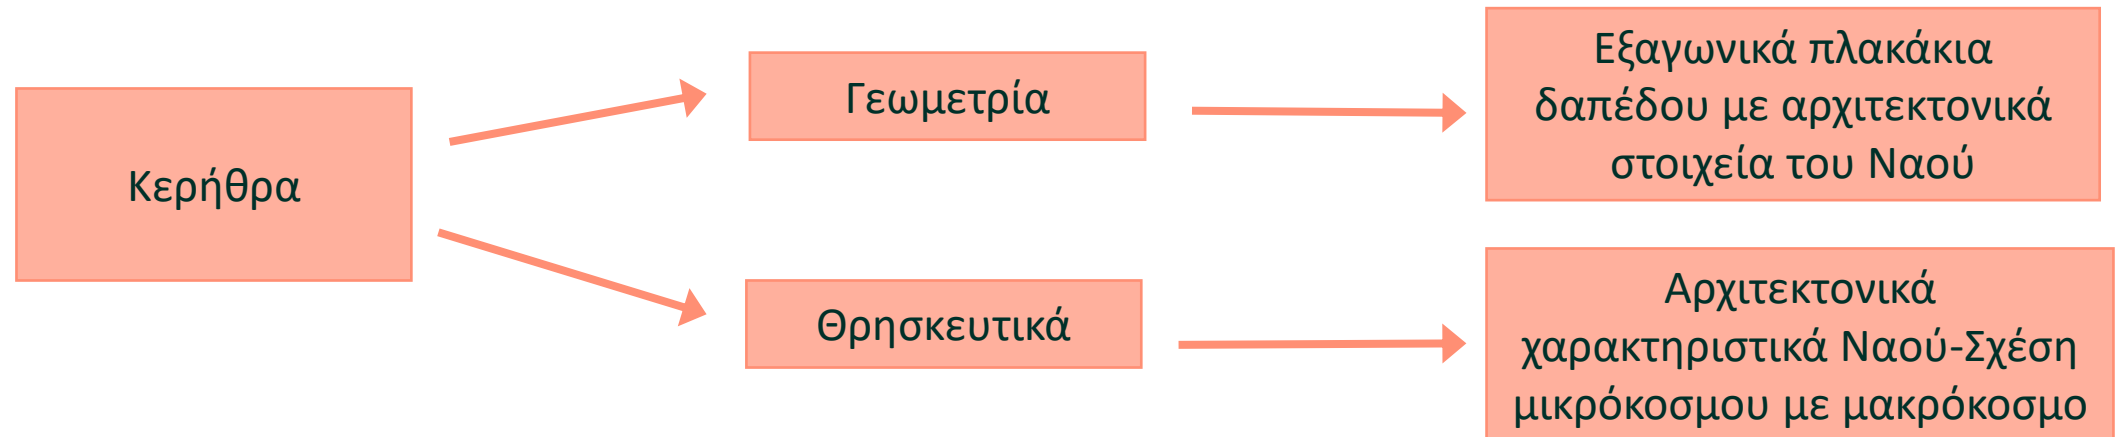 Κερήθρα
Γεωμετρία
Εξαγωνικά πλακάκια
δαπέδου με αρχιτεκτονικά
στοιχεία του Ναού
Θρησκευτικά
Αρχιτεκτονικά
χαρακτηριστικά Ναού-Σχέση
μικρόκοσμου με μακρόκοσμο